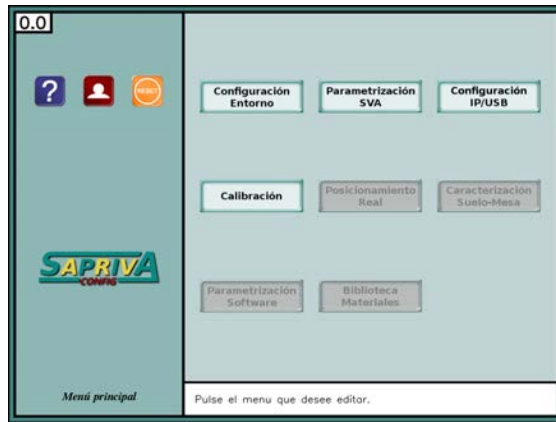 0.0
?
RESET
Configuración
Entorno
Parametrización
SVA
Configuración
IP/USB
Calibración
Posicionamiento
Real
Caracterización
Suelo-Mesa
SAPRIVA
CONFIG
Parametrización
Software
Biblioteca
Materiales
Menú principal
Pulse el menu que desee editar.